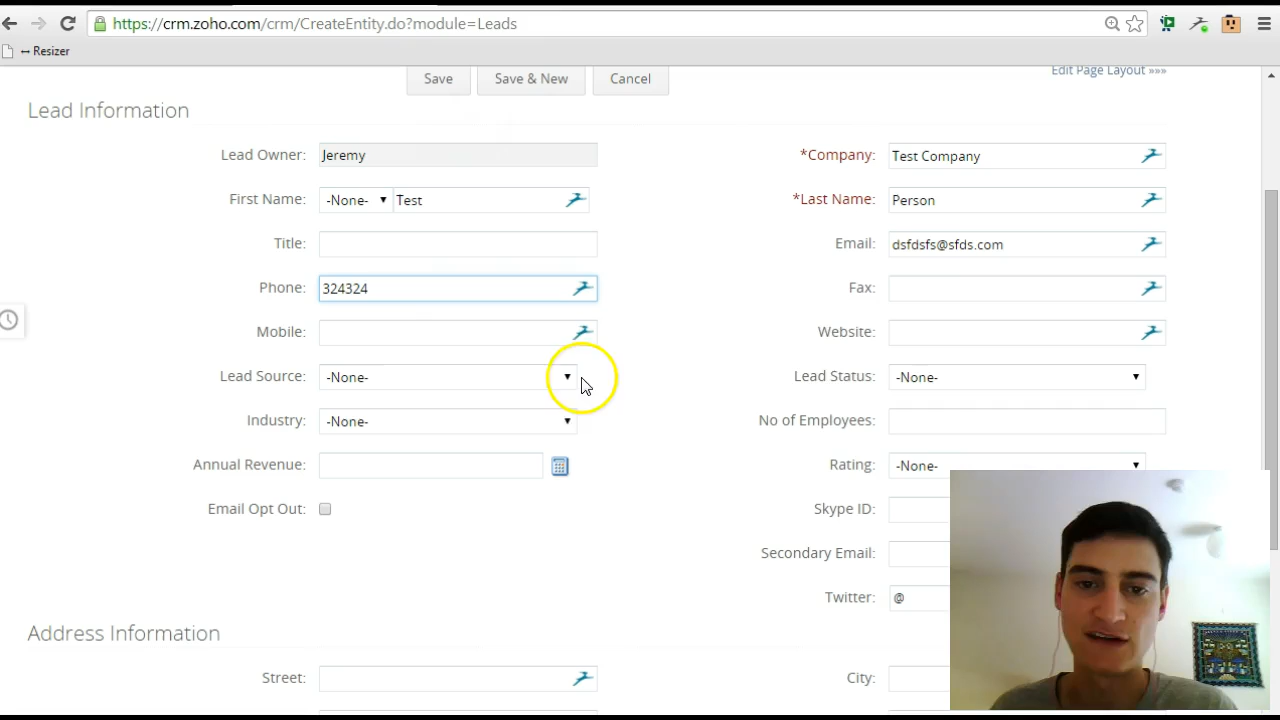 https://crm.zoho.com/crm/CreateEntity.do?module=Leads
↔ Resizer
Save Save & New Cancel Edit Page Layout »»»
Lead Information
Lead Owner: Jeremy *Company: Test Company
First Name: -None- Test *Last Name: Person
Title: Email: dsfdsfs@sfds.com
Phone: 324324 Fax:
Mobile: Website:
Lead Source: -None- Lead Status: -None-
Industry: -None- No of Employees:
Annual Revenue: Rating: -None-
Email Opt Out: Skype ID:
Secondary Email:
Twitter: @
Address Information
Street: City: